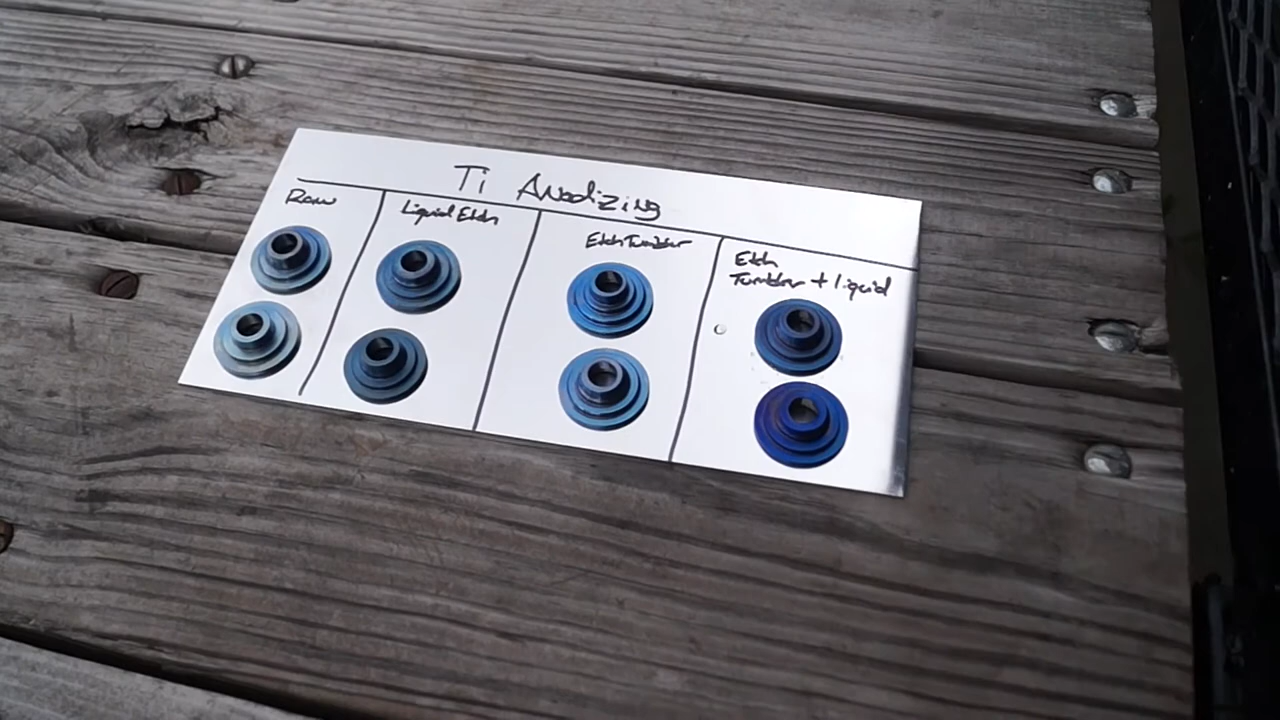 Ti Anodizing
Raw
Liquid Etch
Etch Tumbler
Etch
Tumbler + liquid